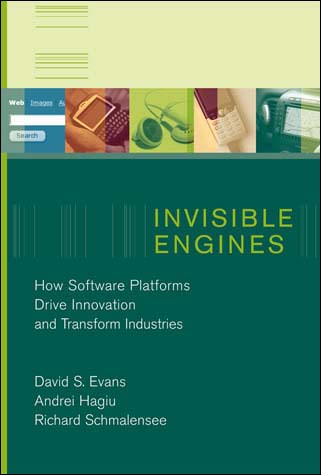 Web Images Au
Search
INVISIBLE
ENGINES
How Software Platforms
Drive Innovation
and Transform Industries
David S. Evans
Andrei Hagiu
Richard Schmalensee